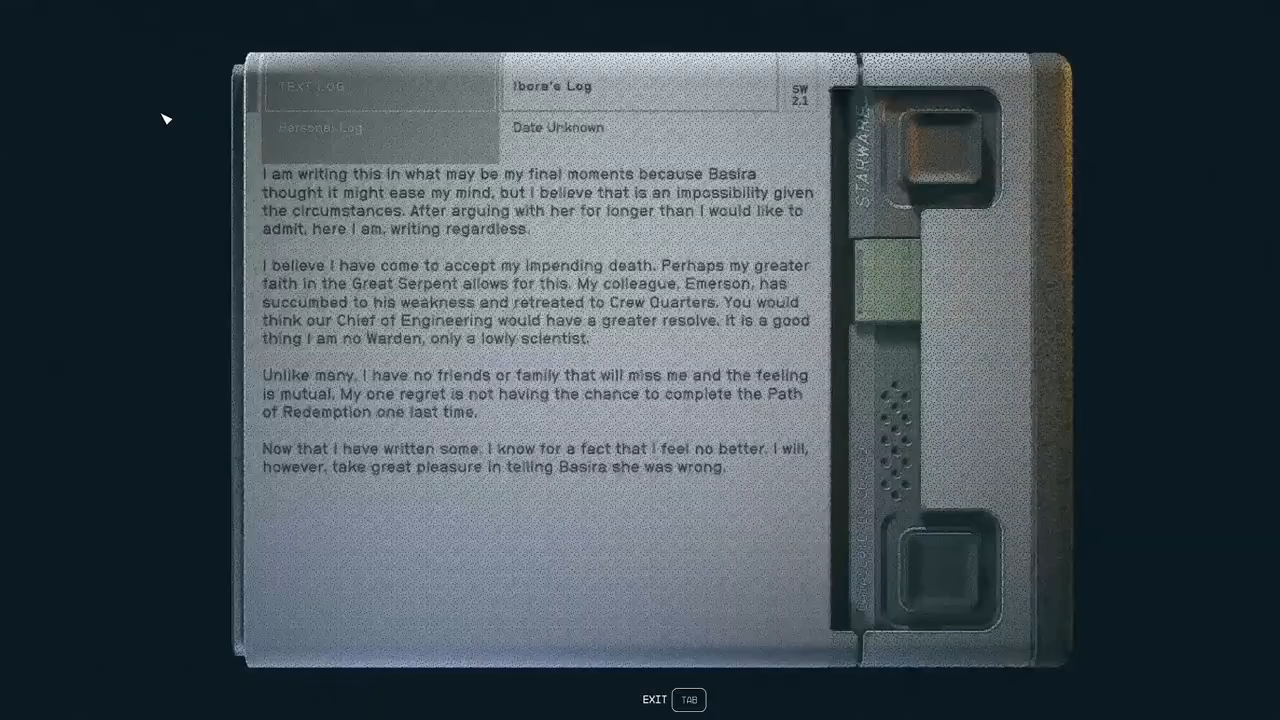 TEXT LOG
Ibora's Log
SW
2.1
Personal Log
Date Unknown
I am writing this in what may be my final moments because Basira
thought it might ease my mind, but I believe that is an impossibility given
the circumstances. After arguing with her for longer than I would like to
admit, here I am, writing regardless.
I believe I have come to accept my impending death. Perhaps my greater
faith in the Great Serpent allows for this. My colleague, Emerson, has
succumbed to his weakness and retreated to Crew Quarters. You would
think our Chief of Engineering would have a greater resolve. It is a good
thing I am no Warden, only a lowly scientist.
Unlike many, I have no friends or family that will miss me and the feeling
is mutual. My one regret is not having the chance to complete the Path
of Redemption one last time.
Now that I have written some, I know for a fact that I feel no better. I will,
however, take great pleasure in telling Basira she was wrong.
STARWARE
EXIT TAB